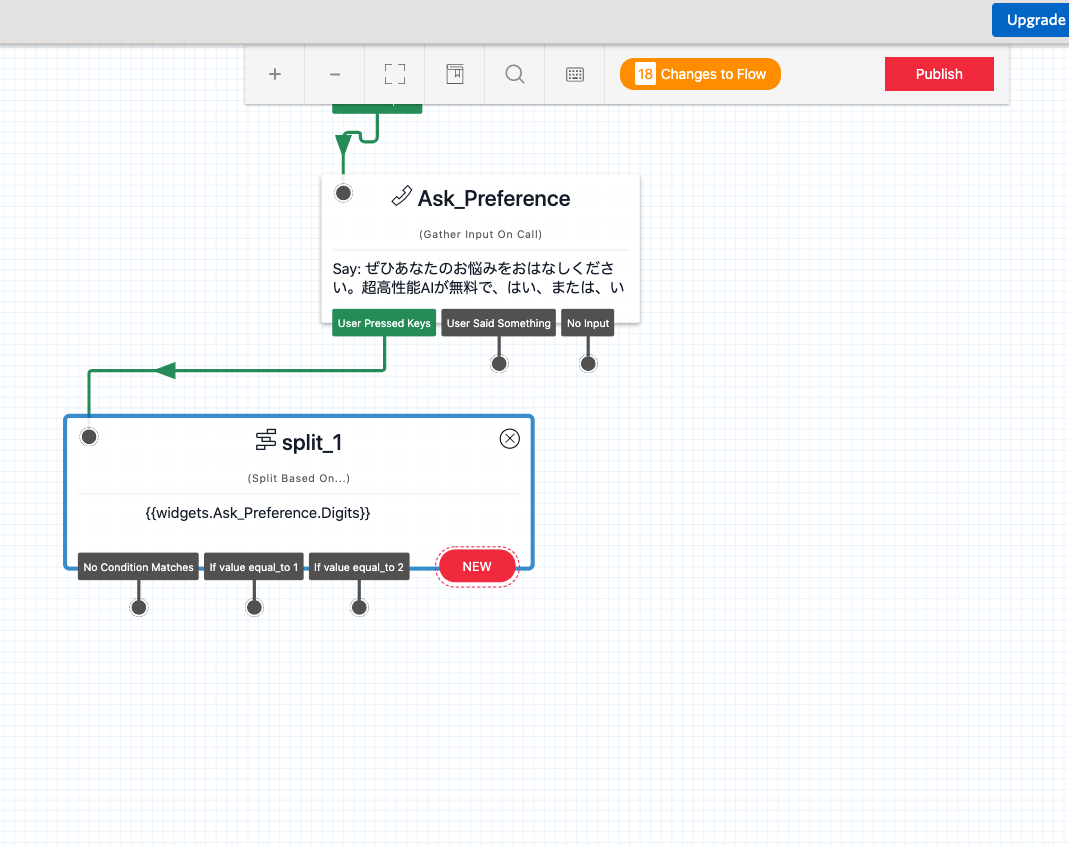 Upgrade
18 Changes to Flow
Publish
Ask_Preference
(Gather Input On Call)
Say: ぜひあなたのお悩みをおはなしくださ
い。超高性能AIが無料で、はい、または、い
User Pressed Keys
User Said Something
No Input
split_1
(Split Based On...)
{{widgets.Ask_Preference.Digits}}
No Condition Matches
If value equal_to 1
If value equal_to 2
NEW